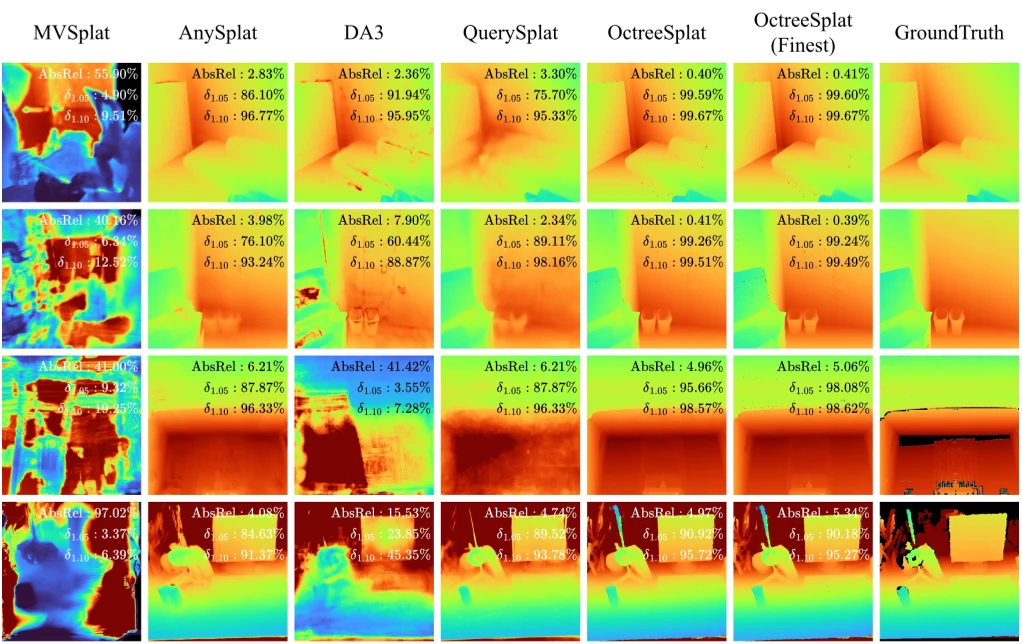 MVSplat AnySplat DA3 QuerySplat OctreeSplat OctreeSplat (Finest) GroundTruth
AbsRel : 55.90% AbsRel : 2.83% AbsRel : 2.36% AbsRel : 3.30% AbsRel : 0.40% AbsRel : 0.41%
δ1.05 : 4.90% δ1.05 : 86.10% δ1.05 : 91.94% δ1.05 : 75.70% δ1.05 : 99.59% δ1.05 : 99.60%
δ1.10 : 9.51% δ1.10 : 96.77% δ1.10 : 95.95% δ1.10 : 95.33% δ1.10 : 99.67% δ1.10 : 99.67%
AbsRel : 40.16% AbsRel : 3.98% AbsRel : 7.90% AbsRel : 2.34% AbsRel : 0.41% AbsRel : 0.39%
δ1.05 : 6.34% δ1.05 : 76.10% δ1.05 : 60.44% δ1.05 : 89.11% δ1.05 : 99.26% δ1.05 : 99.24%
δ1.10 : 12.52% δ1.10 : 93.24% δ1.10 : 88.87% δ1.10 : 98.16% δ1.10 : 99.51% δ1.10 : 99.49%
AbsRel : 41.00% AbsRel : 6.21% AbsRel : 41.42% AbsRel : 6.21% AbsRel : 4.96% AbsRel : 5.06%
δ1.05 : 9.32% δ1.05 : 87.87% δ1.05 : 3.55% δ1.05 : 87.87% δ1.05 : 95.66% δ1.05 : 98.08%
δ1.10 : 19.25% δ1.10 : 96.33% δ1.10 : 7.28% δ1.10 : 96.33% δ1.10 : 98.57% δ1.10 : 98.62%
AbsRel : 97.02% AbsRel : 4.08% AbsRel : 15.53% AbsRel : 4.74% AbsRel : 4.97% AbsRel : 5.34%
δ1.05 : 3.37% δ1.05 : 84.63% δ1.05 : 23.85% δ1.05 : 89.52% δ1.05 : 90.92% δ1.05 : 90.18%
δ1.10 : 6.39% δ1.10 : 91.37% δ1.10 : 45.35% δ1.10 : 93.78% δ1.10 : 95.72% δ1.10 : 95.27%